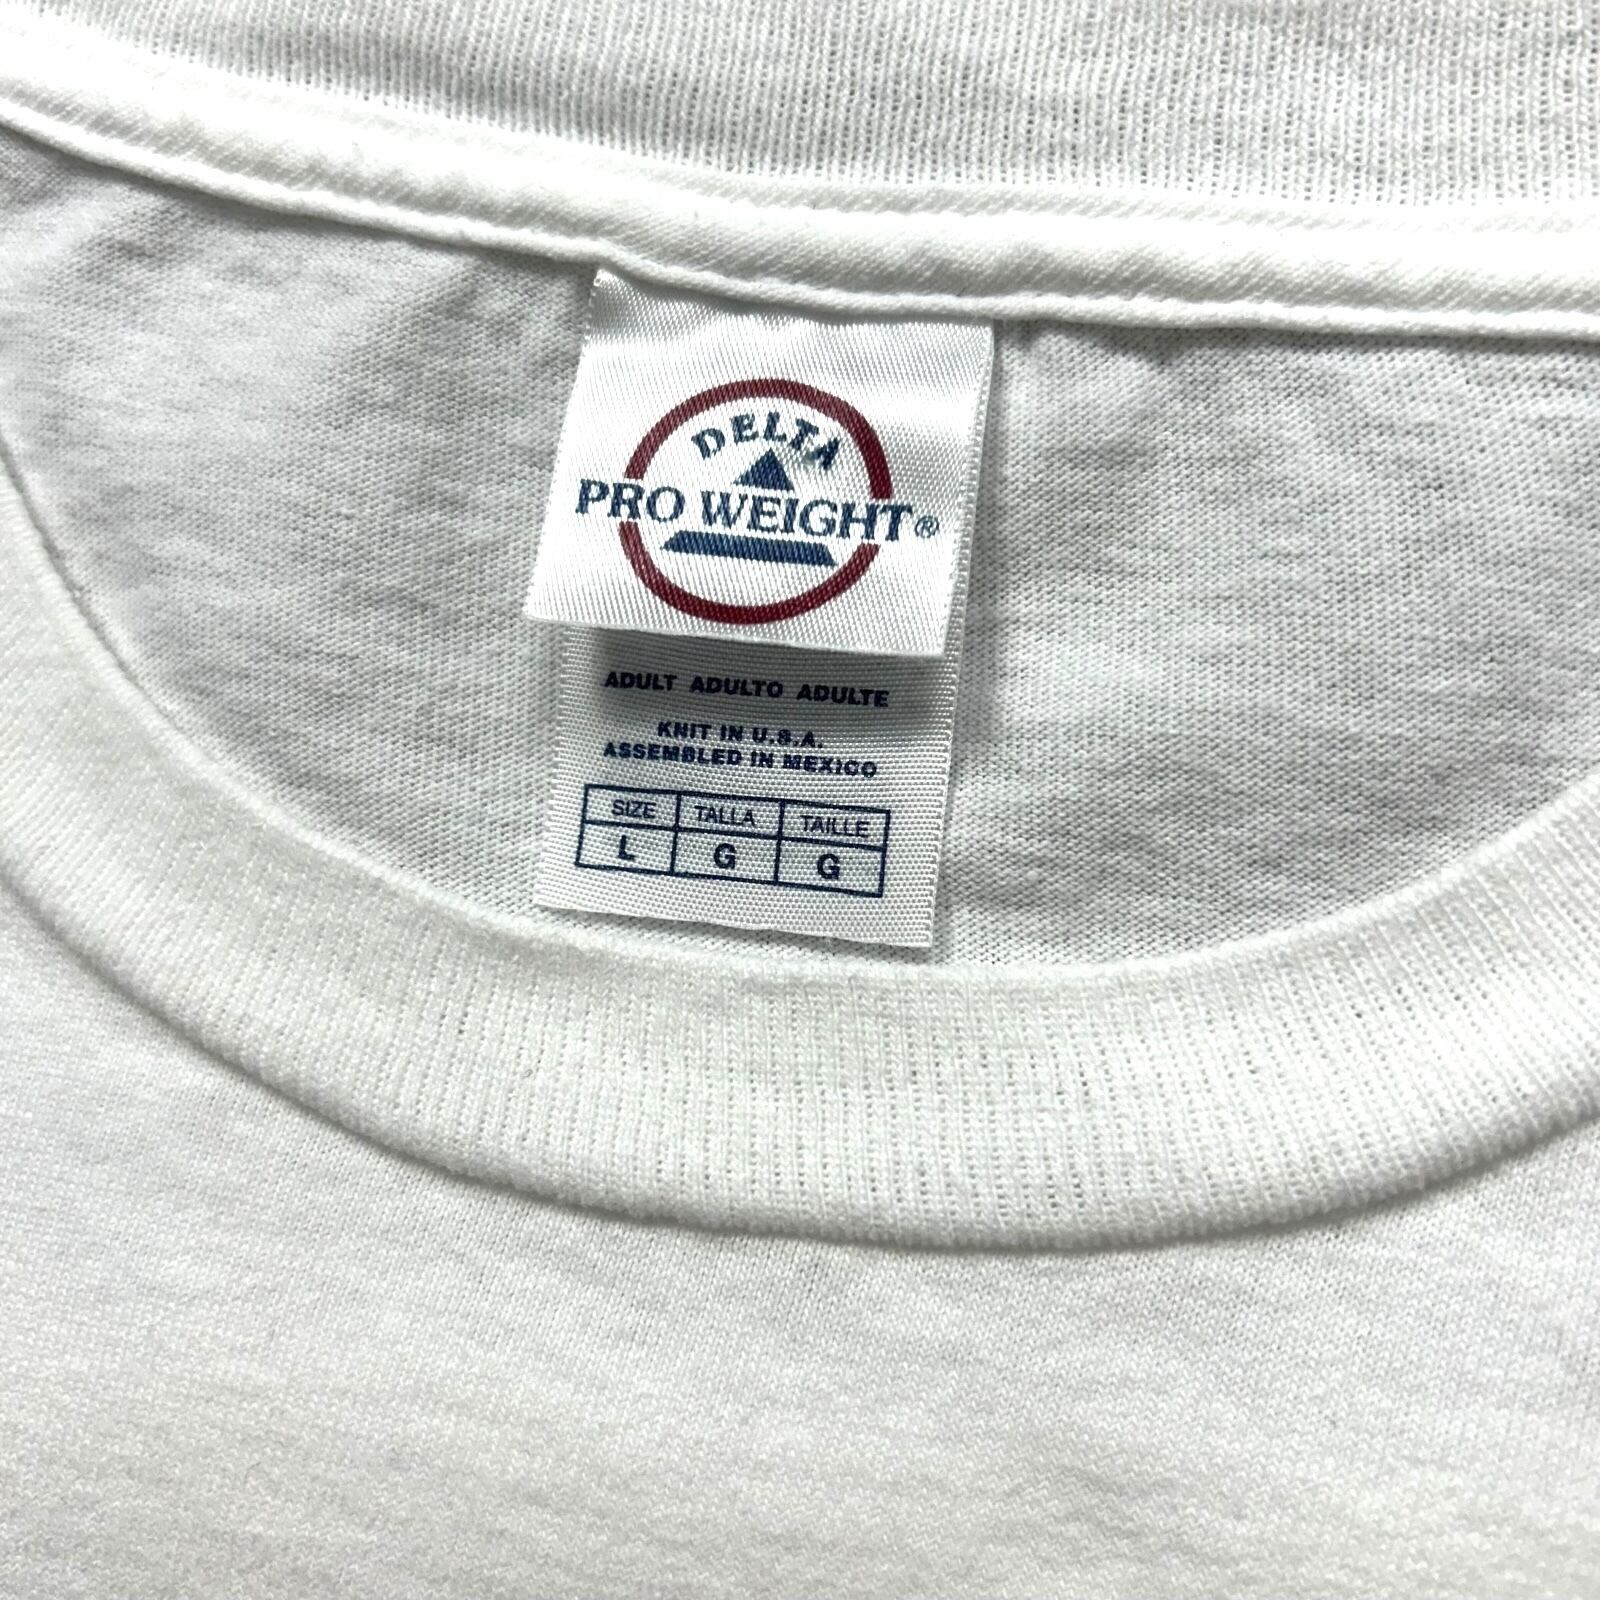 DELTA
PRO WEIGHT®
ADULT ADULTO ADULTE
KNIT IN U.S.A.
ASSEMBLED IN MEXICO
SIZE TALLA TAILLE
L G G